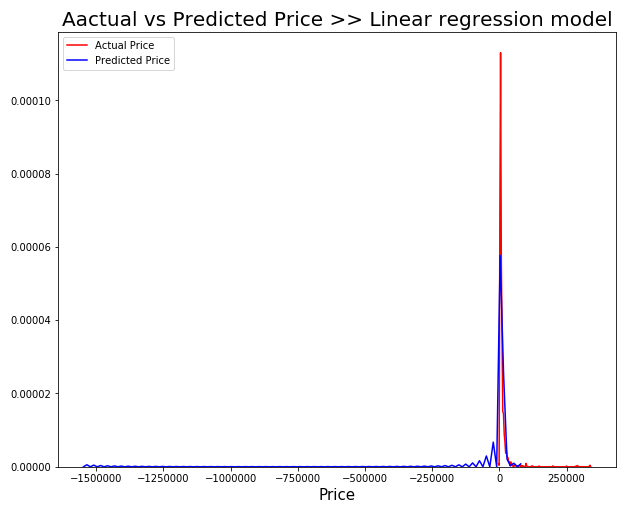 Aactual vs Predicted Price >> Linear regression model
Actual Price
Predicted Price
0.00010
0.00008
0.00006
0.00004
0.00002
0.00000
−1500000 −1250000 −1000000 −750000 −500000 −250000 0 250000
Price